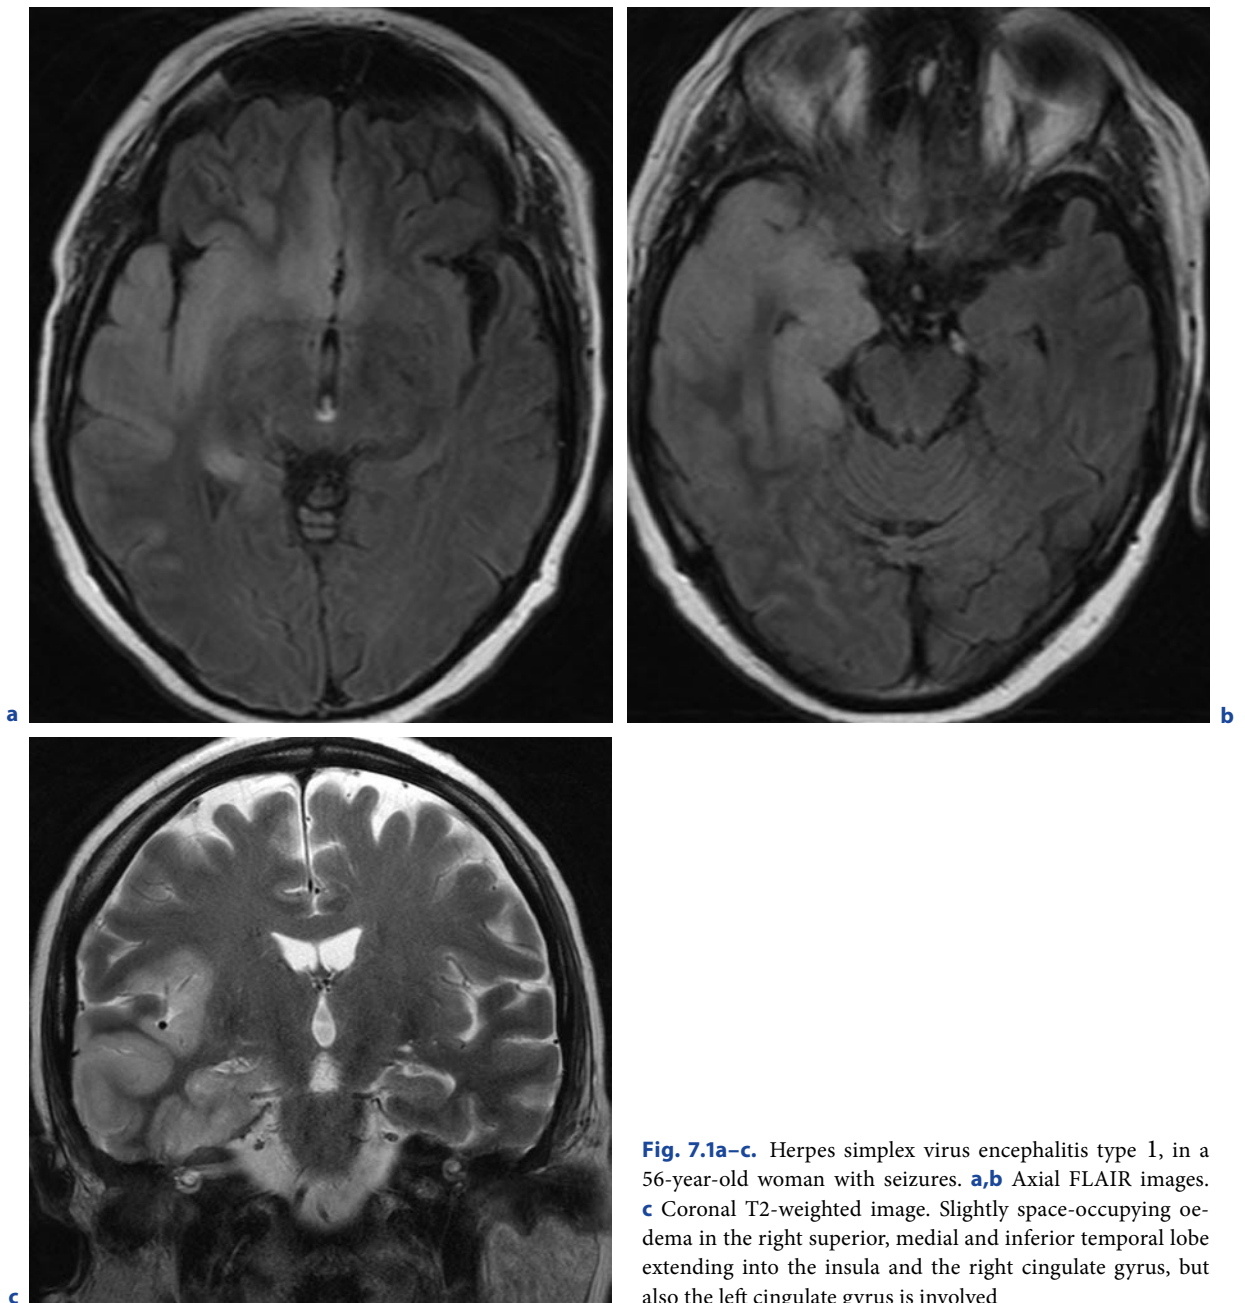 a
b
c
Fig. 7.1a–c. Herpes simplex virus encephalitis type 1, in a
56-year-old woman with seizures. a,b Axial FLAIR images.
c Coronal T2-weighted image. Slightly space-occupying oe-
dema in the right superior, medial and inferior temporal lobe
extending into the insula and the right cingulate gyrus, but
also the left cingulate gyrus is involved